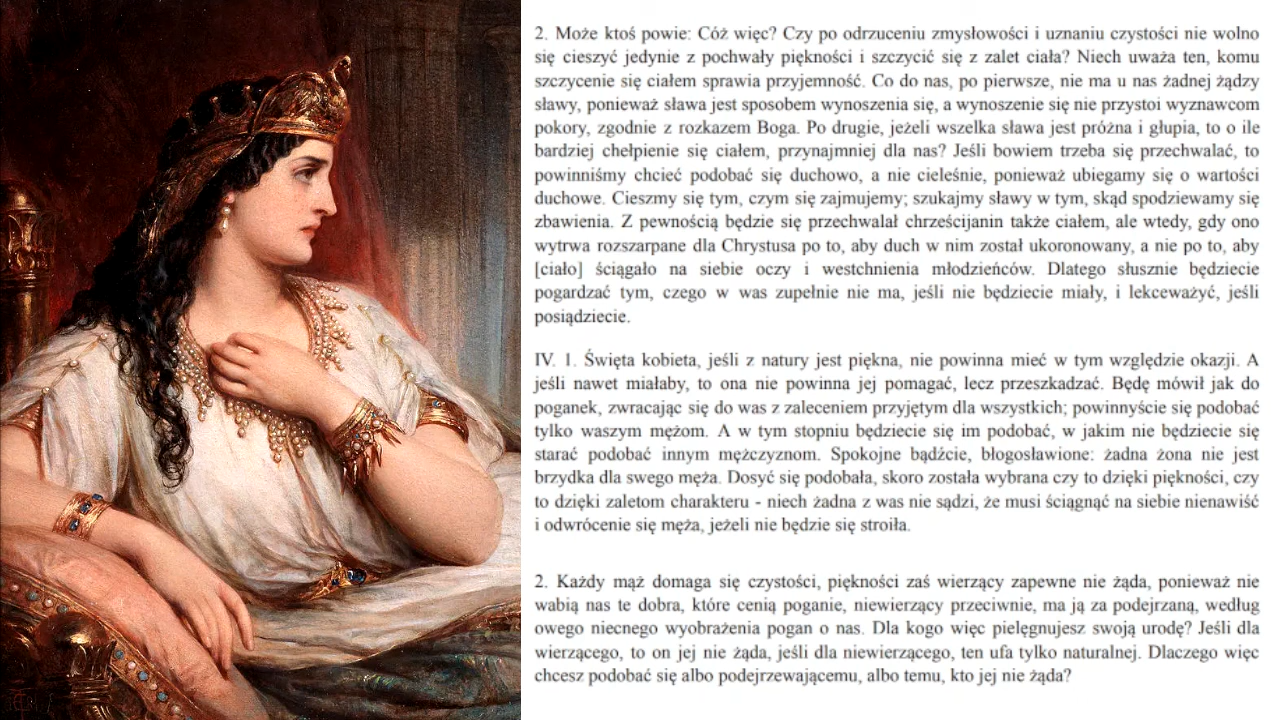 2. Może ktoś powie: Cóż więc? Czy po odrzuceniu zmysłowości i uznaniu czystości nie wolno
się cieszyć jedynie z pochwały piękności i szczycić się z zalet ciała? Niech uważa ten, komu
szczycenie się ciałem sprawia przyjemność. Co do nas, po pierwsze, nie ma u nas żadnej żądzy
sławy, ponieważ sława jest sposobem wynoszenia się, a wynoszenie się nie przystoi wyznawcom
pokory, zgodnie z rozkazem Boga. Po drugie, jeżeli wszelka sława jest próżna i głupia, to o ile
bardziej chełpienie się ciałem, przynajmniej dla nas? Jeśli bowiem trzeba się przechwalać, to
powinniśmy chcieć podobać się duchowo, a nie cieleśnie, ponieważ ubiegamy się o wartości
duchowe. Cieszmy się tym, czym się zajmujemy; szukajmy sławy w tym, skąd spodziewamy się
zbawienia. Z pewnością będzie się przechwalał chrześcijanin także ciałem, ale wtedy, gdy ono
wytrwa rozszarpane dla Chrystusa po to, aby duch w nim został ukoronowany, a nie po to, aby
[ciało] ściągało na siebie oczy i westchnienia młodzieńców. Dlatego słusznie będziecie
pogardzać tym, czego w was zupełnie nie ma, jeśli nie będziecie miały, i lekceważyć, jeśli
posiądziecie.
IV. 1. Święta kobieta, jeśli z natury jest piękna, nie powinna mieć w tym względzie okazji. A
jeśli nawet miałaby, to ona nie powinna jej pomagać, lecz przeszkadzać. Będę mówił jak do
poganek, zwracając się do was z zaleceniem przyjętym dla wszystkich; powinnyście się podobać
tylko waszym mężom. A w tym stopniu będziecie się im podobać, w jakim nie będziecie się
starać podobać innym mężczyznom. Spokojne bądźcie, błogosławione: żadna żona nie jest
brzydka dla swego męża. Dosyć się podobała, skoro została wybrana czy to dzięki piękności, czy
to dzięki zaletom charakteru - niech żadna z was nie sądzi, że musi ściągnąć na siebie nienawiść
i odwrócenie się męża, jeżeli nie będzie się stroiła.
2. Każdy mąż domaga się czystości, piękności zaś wierzący zapewne nie żąda, ponieważ nie
wabią nas te dobra, które cenią poganie, niewierzący przeciwnie, ma ją za podejrzaną, według
owego niecnego wyobrażenia pogan o nas. Dla kogo więc pielęgnujesz swoją urodę? Jeśli dla
wierzącego, to on jej nie żąda, jeśli dla niewierzącego, ten ufa tylko naturalnej. Dlaczego więc
chcesz podobać się albo podejrzewającemu, albo temu, kto jej nie żąda?